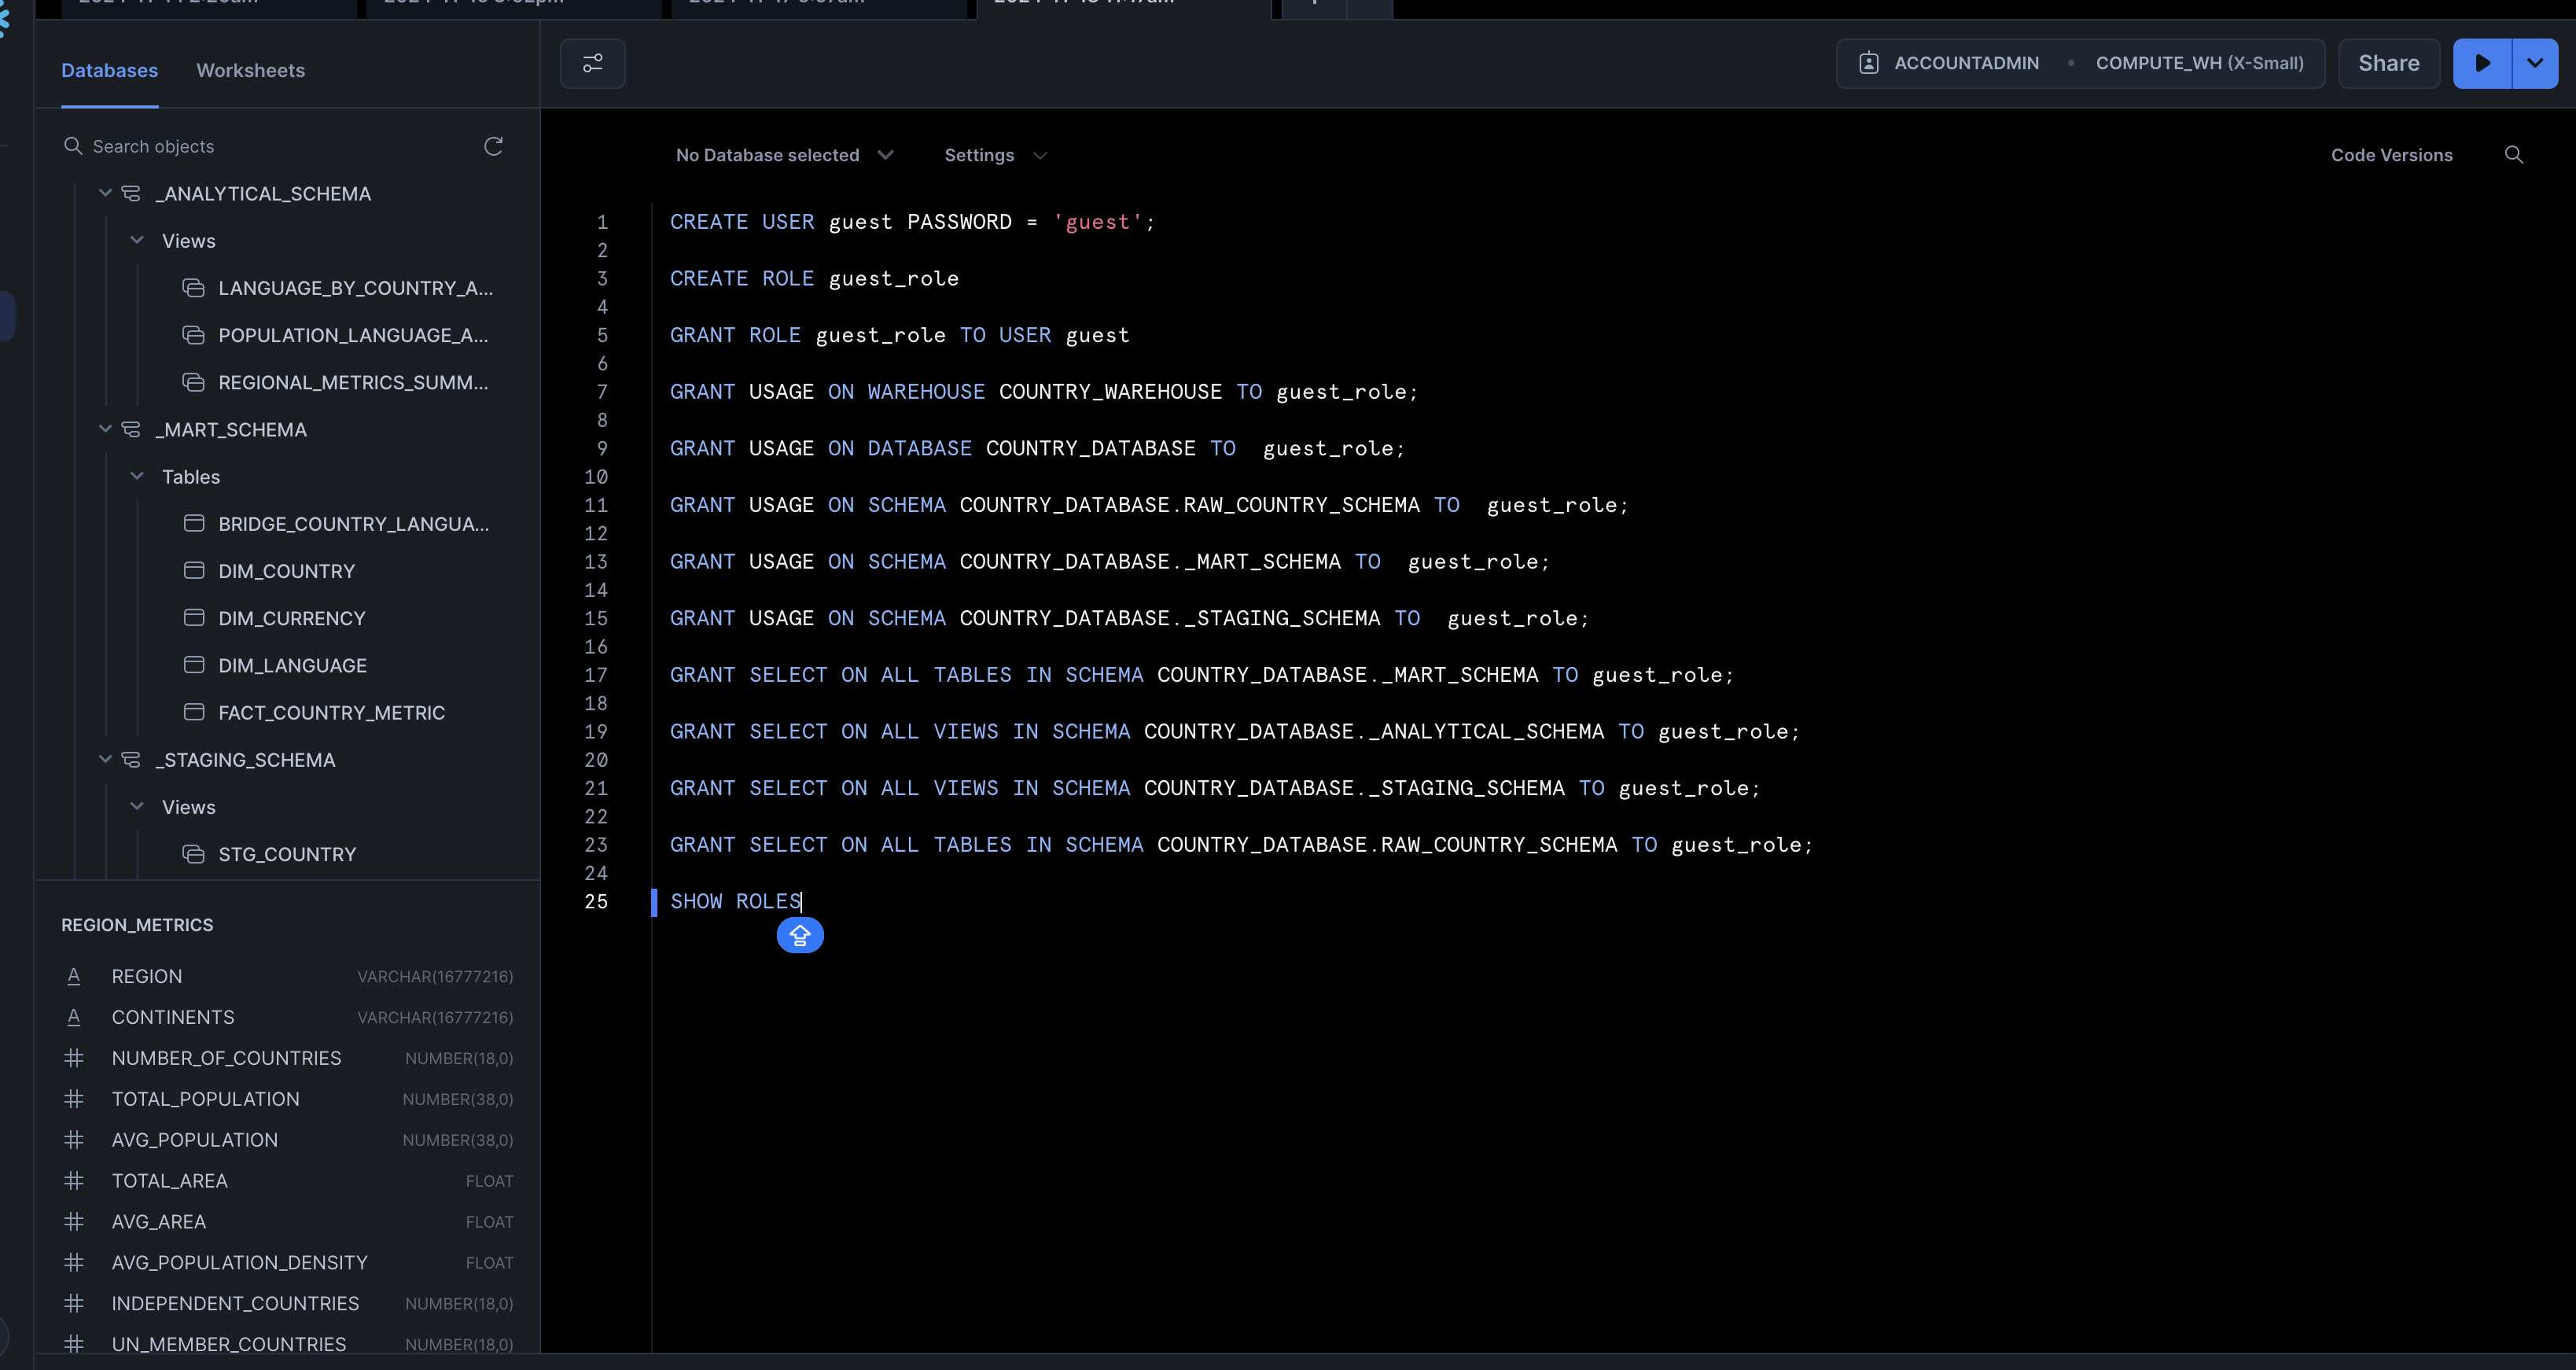 Databases Worksheets
ACCOUNTADMIN • COMPUTE_WH (X-Small) Share
Search objects
No Database selected Settings Code Versions
_ANALYTICAL_SCHEMA
Views
LANGUAGE_BY_COUNTRY_A...
POPULATION_LANGUAGE_A...
REGIONAL_METRICS_SUMM...
_MART_SCHEMA
Tables
BRIDGE_COUNTRY_LANGUA...
DIM_COUNTRY
DIM_CURRENCY
DIM_LANGUAGE
FACT_COUNTRY_METRIC
_STAGING_SCHEMA
Views
STG_COUNTRY
REGION_METRICS
REGION VARCHAR(16777216)
CONTINENTS VARCHAR(16777216)
NUMBER_OF_COUNTRIES NUMBER(18,0)
TOTAL_POPULATION NUMBER(38,0)
AVG_POPULATION NUMBER(38,0)
TOTAL_AREA FLOAT
AVG_AREA FLOAT
AVG_POPULATION_DENSITY FLOAT
INDEPENDENT_COUNTRIES NUMBER(18,0)
UN_MEMBER_COUNTRIES NUMBER(18,0)
1 CREATE USER guest PASSWORD = 'guest';
2
3 CREATE ROLE guest_role
4
5 GRANT ROLE guest_role TO USER guest
6
7 GRANT USAGE ON WAREHOUSE COUNTRY_WAREHOUSE TO guest_role;
8
9 GRANT USAGE ON DATABASE COUNTRY_DATABASE TO  guest_role;
10
11 GRANT USAGE ON SCHEMA COUNTRY_DATABASE.RAW_COUNTRY_SCHEMA TO  guest_role;
12
13 GRANT USAGE ON SCHEMA COUNTRY_DATABASE._MART_SCHEMA TO  guest_role;
14
15 GRANT USAGE ON SCHEMA COUNTRY_DATABASE._STAGING_SCHEMA TO  guest_role;
16
17 GRANT SELECT ON ALL TABLES IN SCHEMA COUNTRY_DATABASE._MART_SCHEMA TO guest_role;
18
19 GRANT SELECT ON ALL VIEWS IN SCHEMA COUNTRY_DATABASE._ANALYTICAL_SCHEMA TO guest_role;
20
21 GRANT SELECT ON ALL VIEWS IN SCHEMA COUNTRY_DATABASE._STAGING_SCHEMA TO guest_role;
22
23 GRANT SELECT ON ALL TABLES IN SCHEMA COUNTRY_DATABASE.RAW_COUNTRY_SCHEMA TO guest_role;
24
25 SHOW ROLES